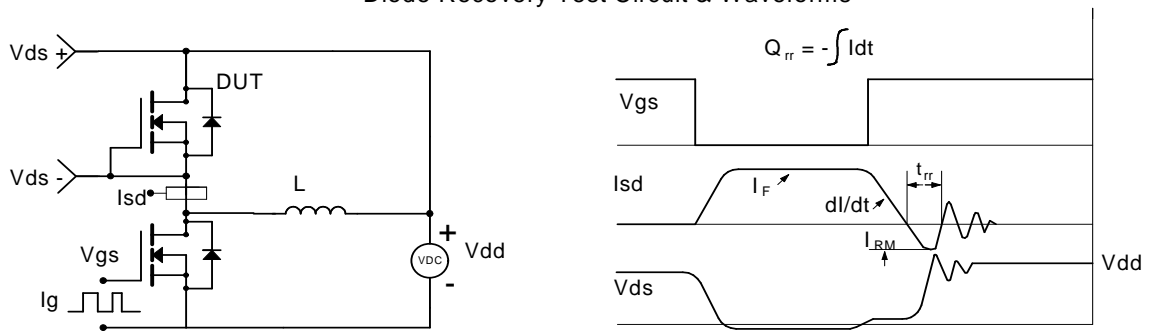 Diode Recovery Test Circuit & Waveforms
Vds +
DUT
Vds -
Isd
L
Vgs
Ig
VDC
+
-
Vdd
Q rr = - ∫ Idt
Vgs
Isd
I F
dI/dt
t rr
I RM
Vds
Vdd